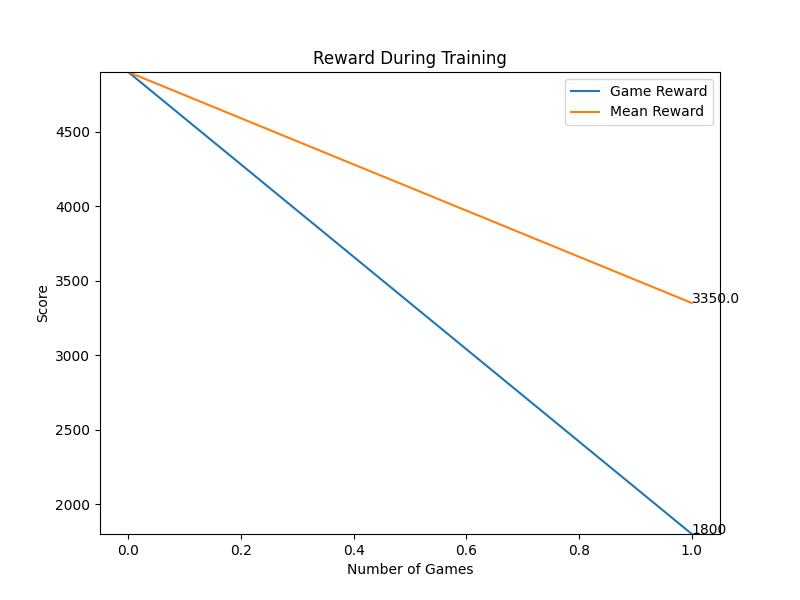 Reward During Training
Game Reward
Mean Reward
4500
4000
3500
3000
2500
2000
Score
3350.0
1800
0.0 0.2 0.4 0.6 0.8 1.0
Number of Games